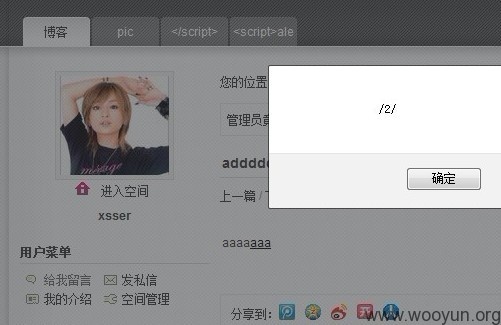 博客 pic </script> <script>ale
您的位置
/2/
管理员
确定
addddd
进入空间
上一篇 /
xsser
aaaaaaa
用户菜单
给我留言 发私信
我的介绍 空间管理
分享到:
www.wooyun.org